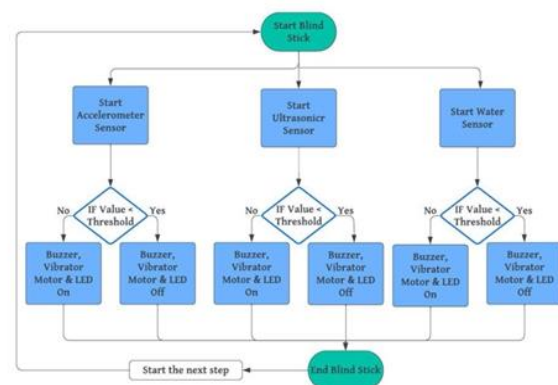 Start Blind
Stick
Start
Accelerometer
Sensor
Start
Ultrasonicr
Sensor
Start Water
Sensor
No
IF Value <
Threshold
Yes
No
IF Value <
Threshold
Yes
No
IF Value <
Threshold
Yes
Buzzer,
Vibrator
Motor & LED
On
Buzzer,
Vibrator
Motor & LED
Off
Buzzer,
Vibrator
Motor & LED
On
Buzzer,
Vibrator
Motor & LED
Off
Buzzer,
Vibrator
Motor & LED
On
Buzzer,
Vibrator
Motor & LED
Off
Start the next step
End Blind Stick